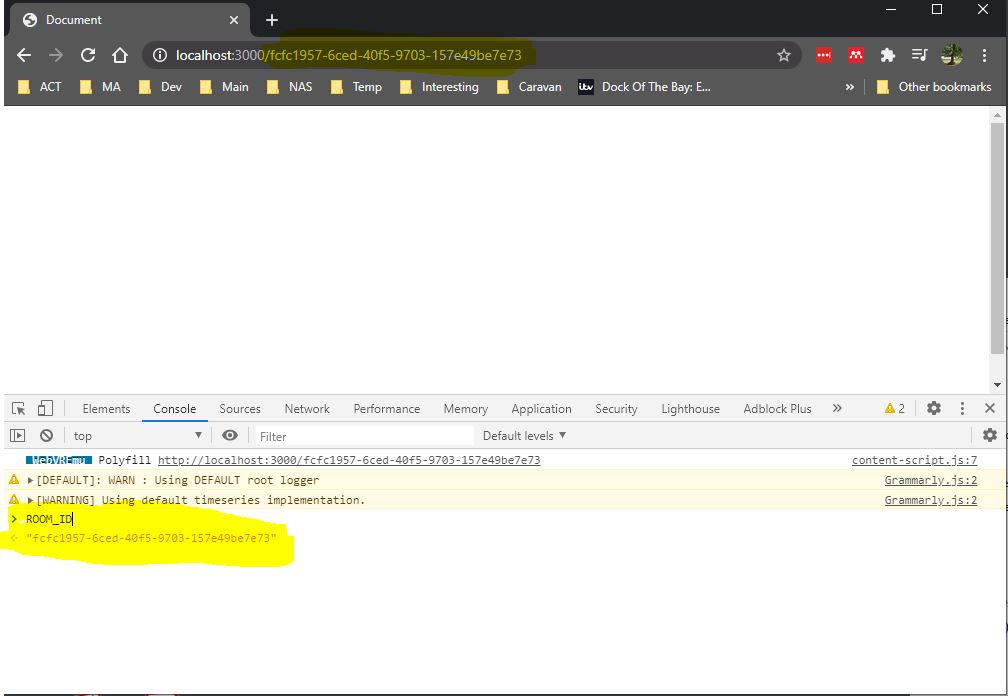 Document
localhost:3000/fcfc1957-6ced-40f5-9703-157e49be7e73
ACT MA Dev Main NAS Temp Interesting Caravan itv Dock Of The Bay: E... » Other bookmarks
Elements Console Sources Network Performance Memory Application Security Lighthouse Adblock Plus » 2
top Filter Default levels
WebVREmu Polyfill http://localhost:3000/fcfc1957-6ced-40f5-9703-157e49be7e73 content-script.js:7
[DEFAULT]: WARN : Using DEFAULT root logger Grammarly.js:2
[WARNING] Using default timeseries implementation. Grammarly.js:2
> ROOM_ID
"fcfc1957-6ced-40f5-9703-157e49be7e73"